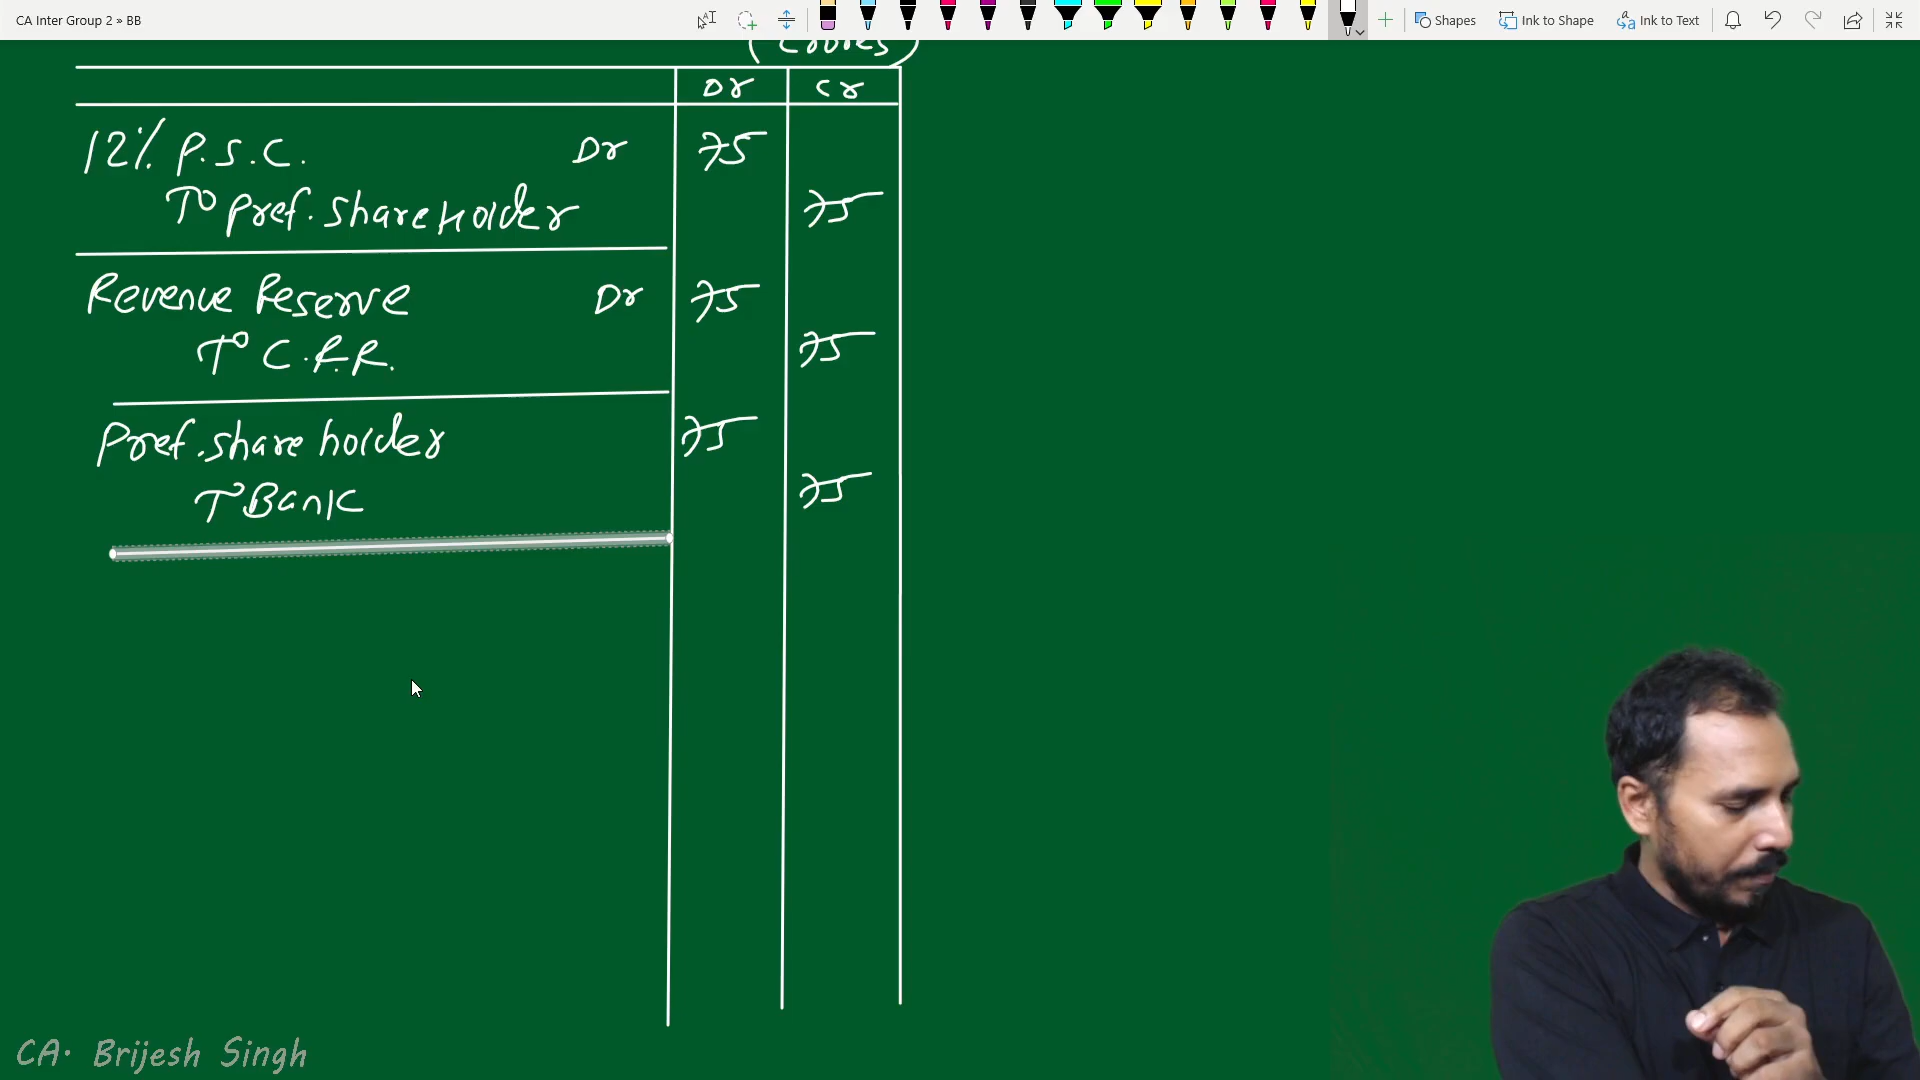 CA Inter Group 2 » BB
Shapes Ink to Shape Ink to Text
Dr Cr
12% P.S.C. Dr 75
To Pref. shareHolder 75
Revenue Reserve Dr 75
To C.R.R. 75
Pref. share holder 75
To Bank 75
CA. Brijesh Singh